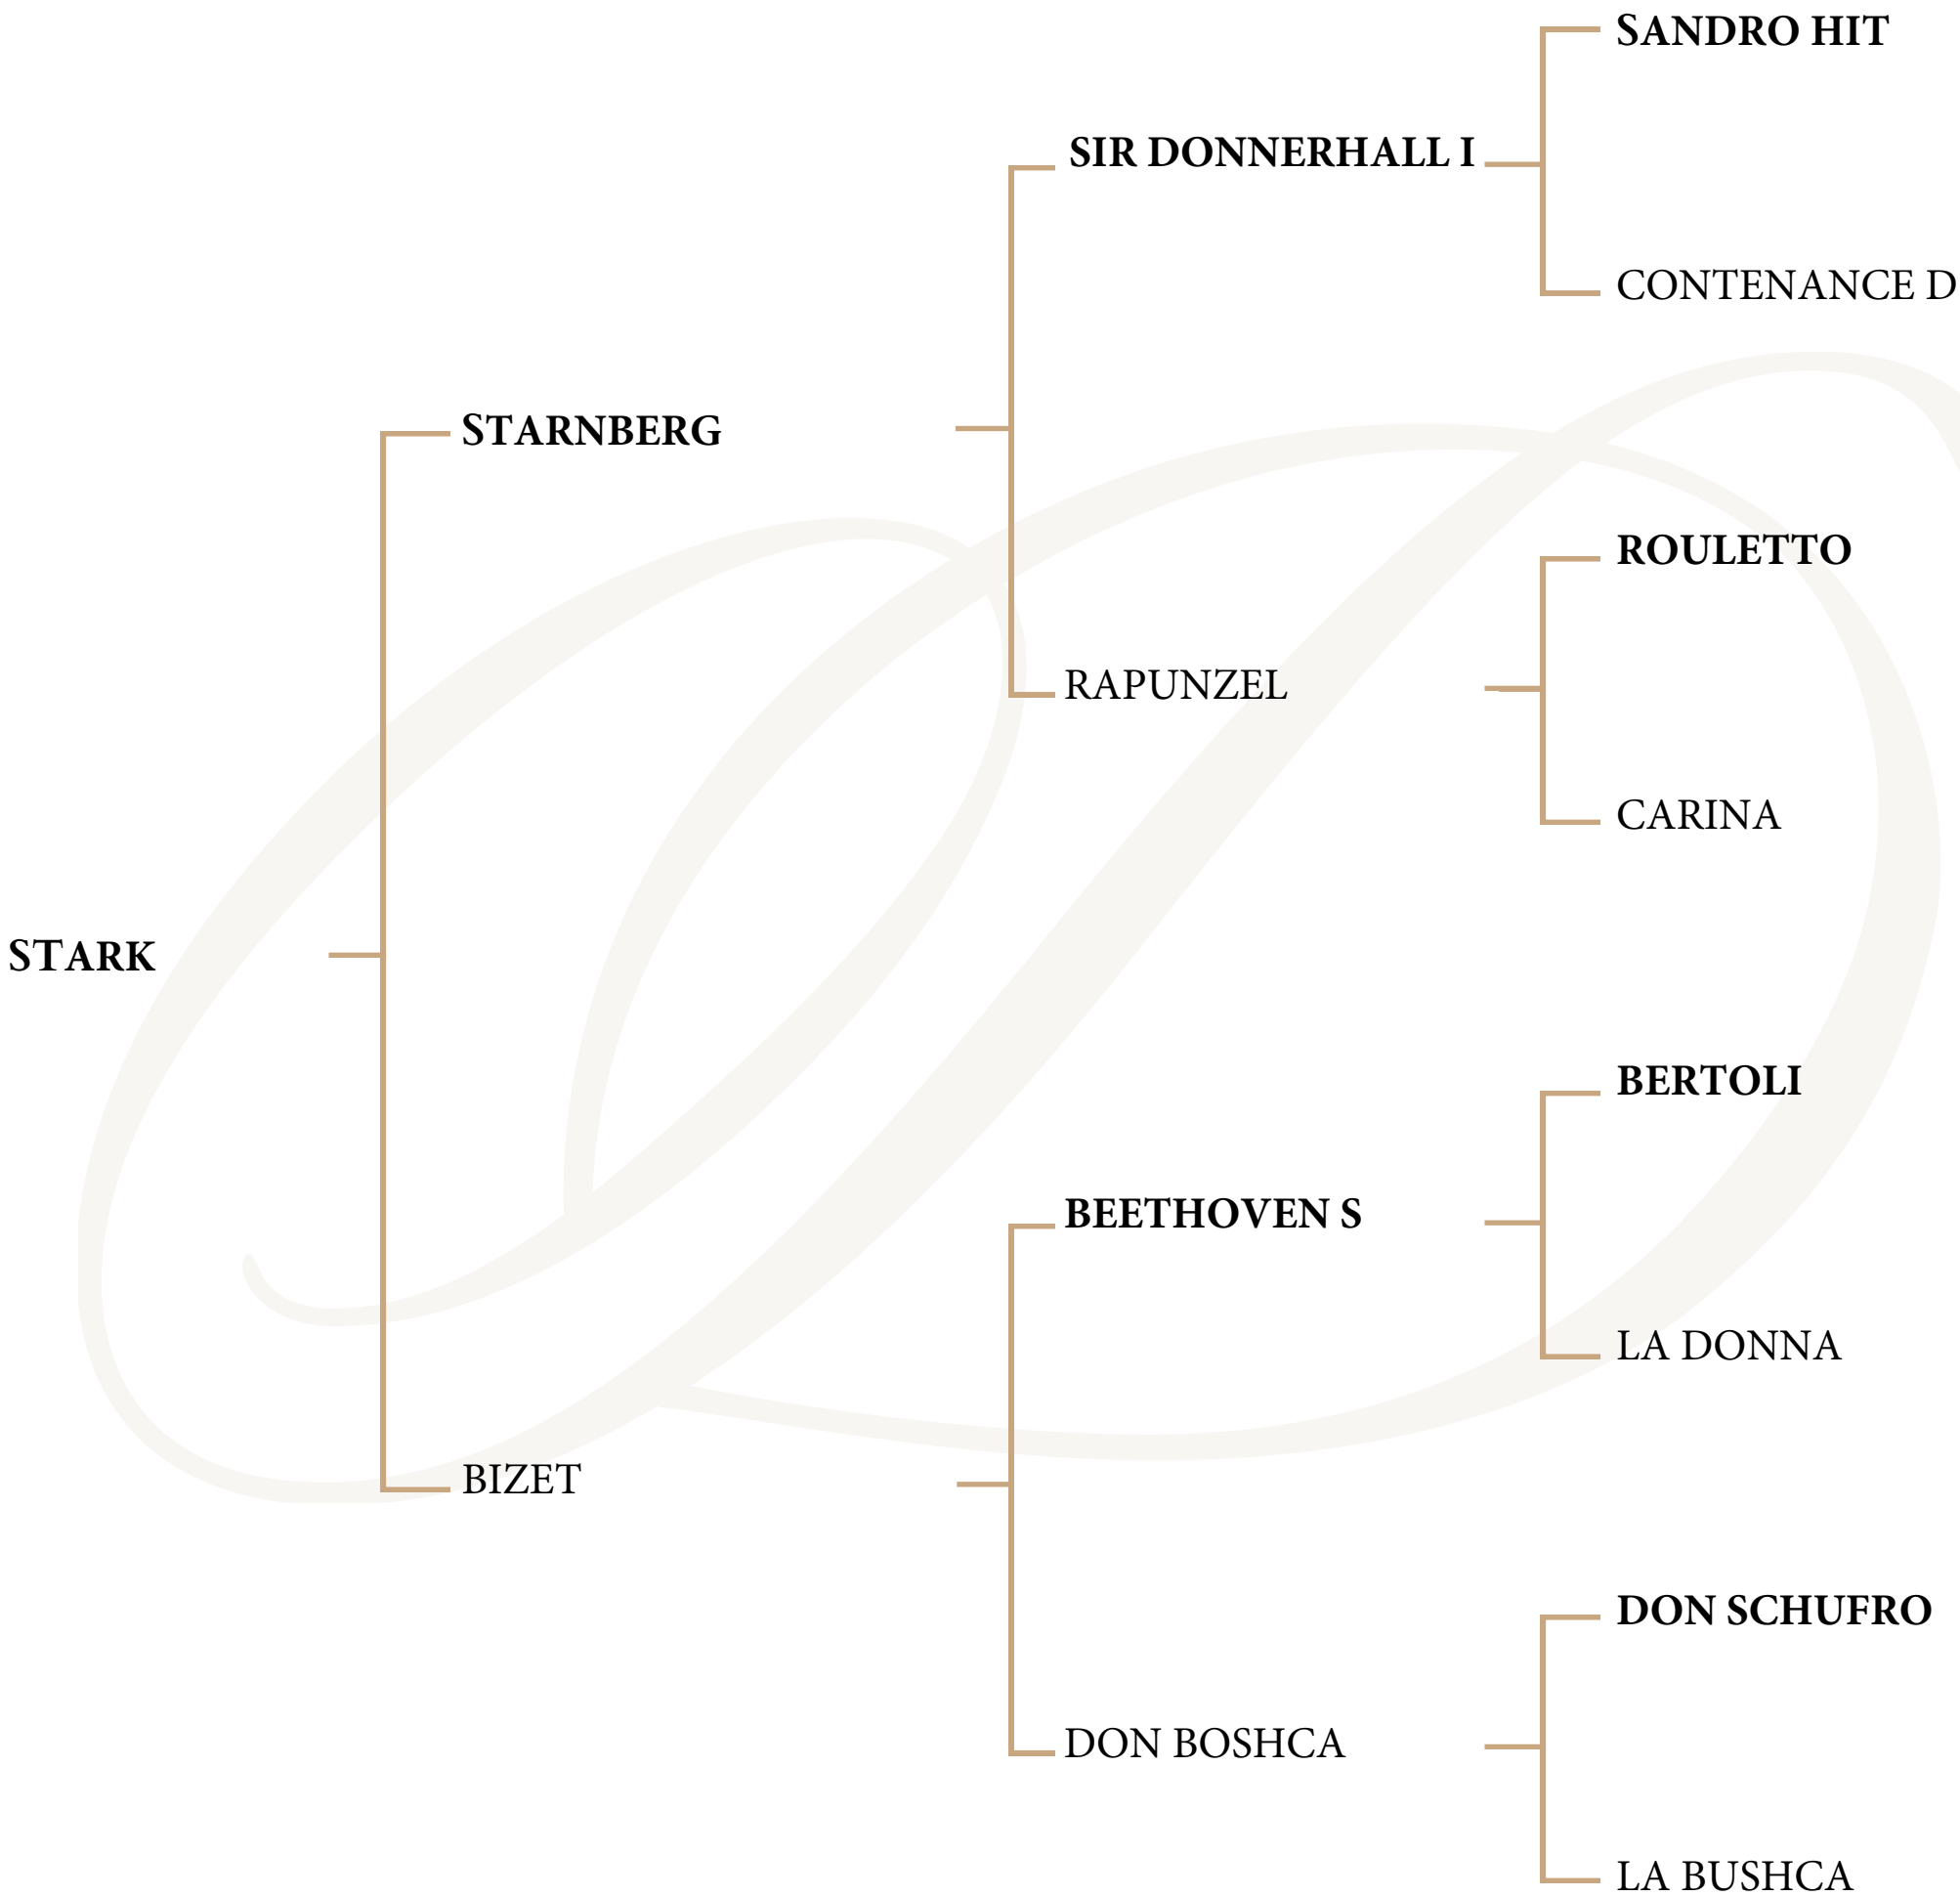 SANDRO HIT
SIR DONNERHALL I
CONTENANCE D
STARNBERG
ROULETTO
RAPUNZEL
CARINA
STARK
BERTOLI
BEETHOVEN S
LA DONNA
BIZET
DON SCHUFRO
DON BOSHCA
LA BUSHCA